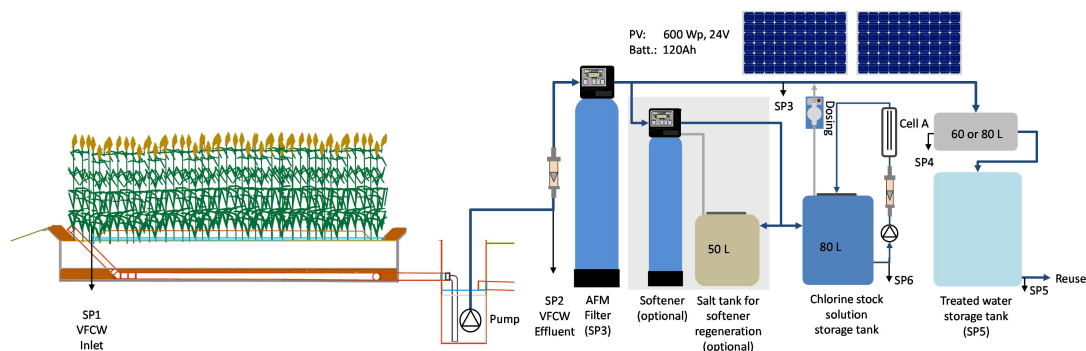 PV: 600 Wp, 24V
Batt.: 120Ah
SP3
Dosing
Cell A
60 or 80 L
SP4
50 L
80 L
SP6
SP5
Reuse
SP1
VFCW
Inlet
Pump
SP2
VFCW
Effluent
AFM
Filter
(SP3)
Softener
(optional)
Salt tank for
softener
regeneration
(optional)
Chlorine stock
solution
storage tank
Treated water
storage tank
(SP5)